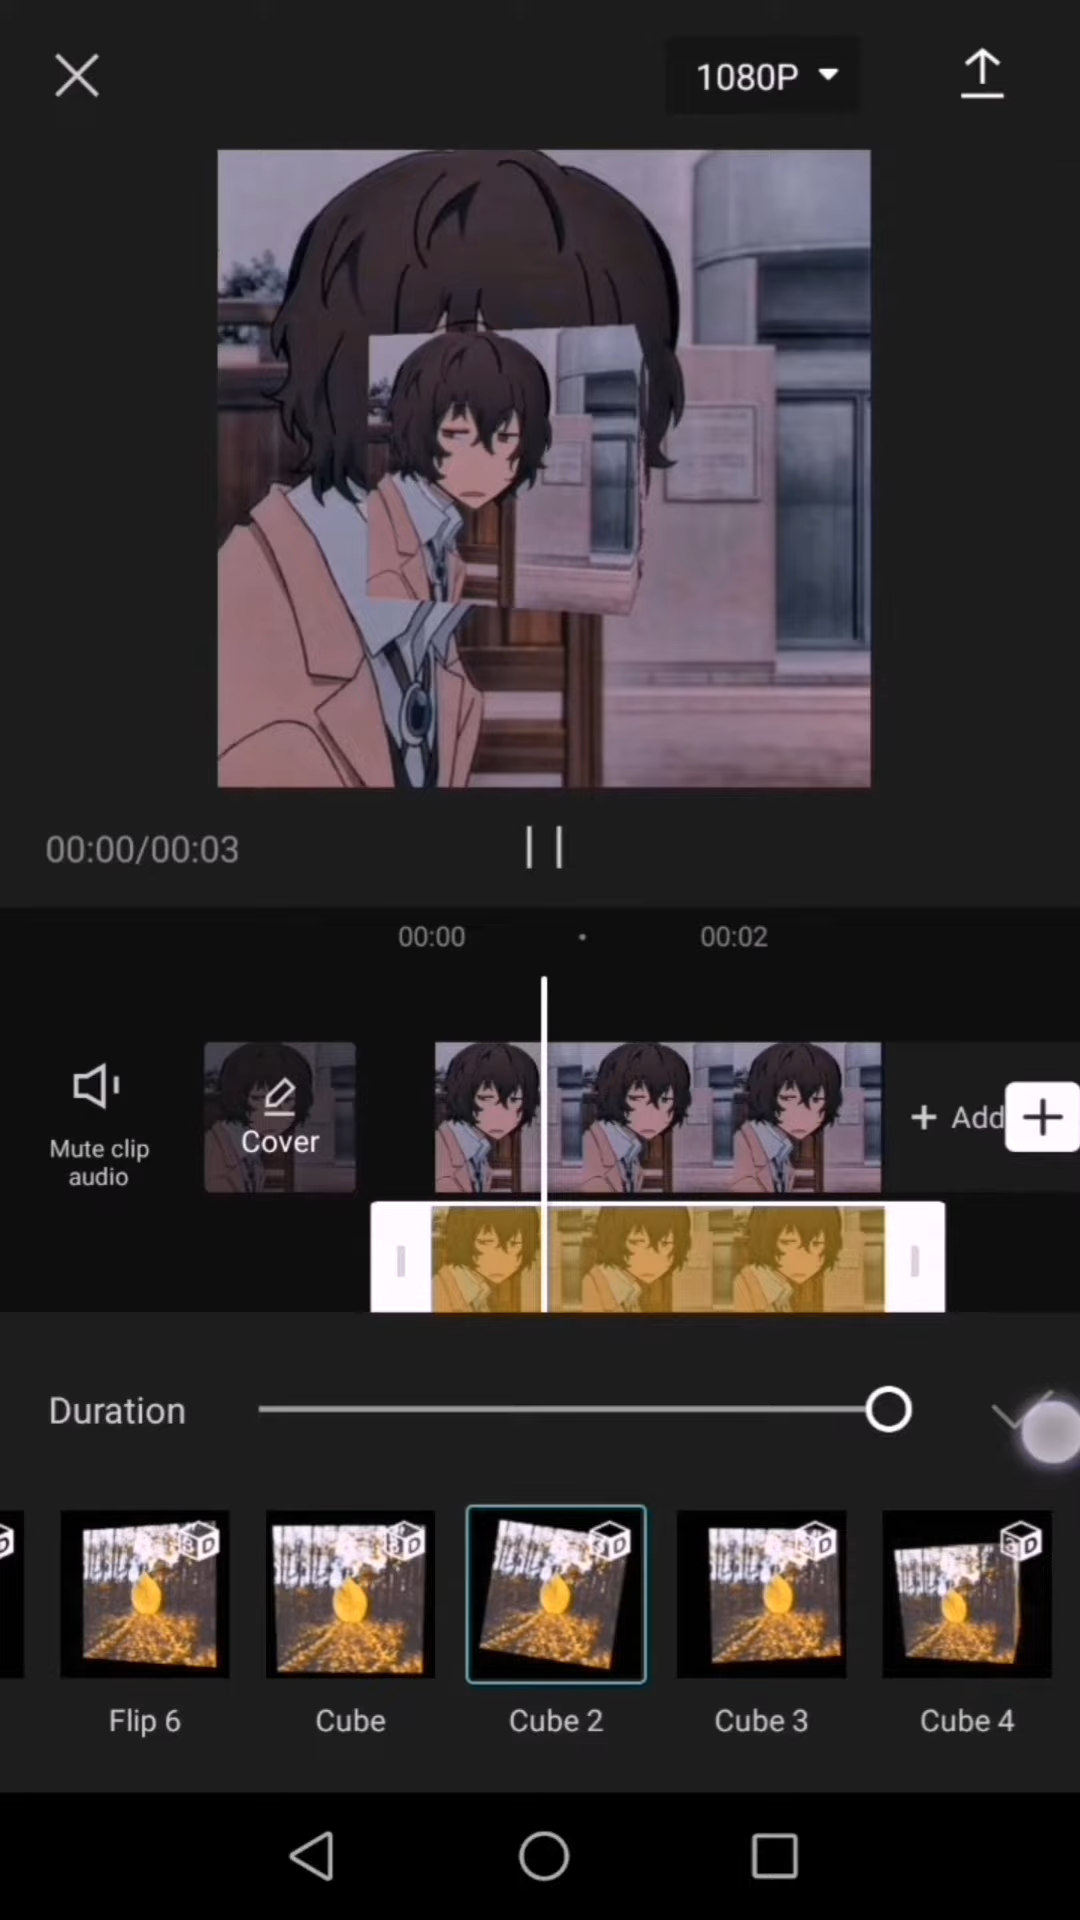 1080P
00:00/00:03
00:00
00:02
Mute clip
audio
Cover
+ Add
Duration
3D
3D
3D
3D
3D
Flip 6
Cube
Cube 2
Cube 3
Cube 4